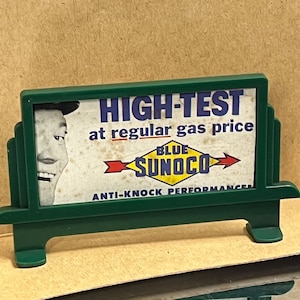 HIGH-TEST
at regular gas price
BLUE
SUNOCO
ANTI-KNOCK PERFORMANCE!